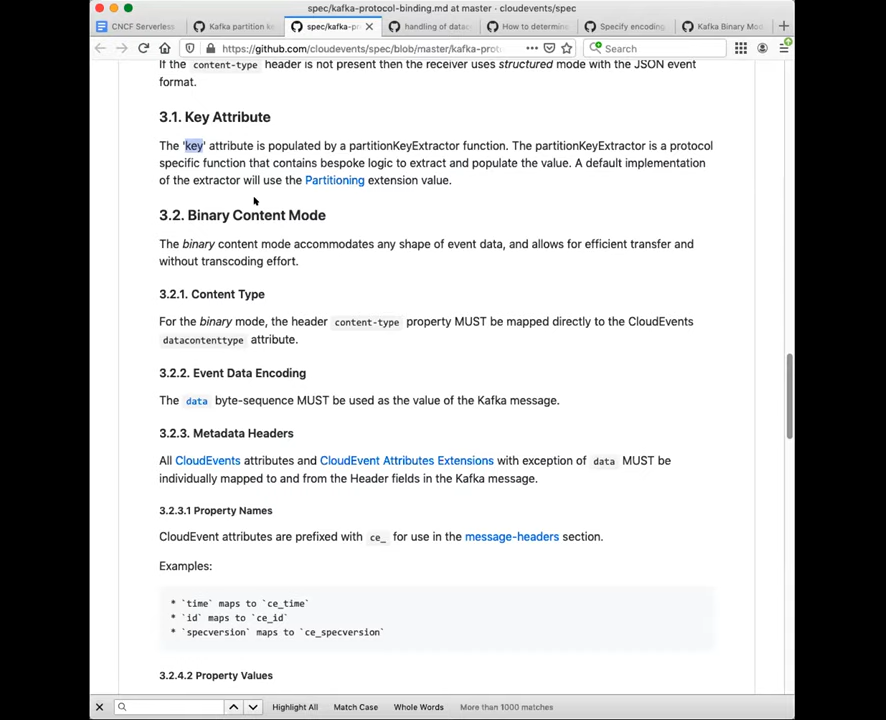 spec/kafka-protocol-binding.md at master · cloudevents/spec
CNCF Serverless
Kafka partition ke
spec/kafka-pr
handling of datac
How to determine
Specify encoding
Kafka Binary Mod
https://github.com/cloudevents/spec/blob/master/kafka-prot
Search
If the content-type header is not present then the receiver uses structured mode with the JSON event
format.
3.1. Key Attribute
The 'key' attribute is populated by a partitionKeyExtractor function. The partitionKeyExtractor is a protocol
specific function that contains bespoke logic to extract and populate the value. A default implementation
of the extractor will use the Partitioning extension value.
3.2. Binary Content Mode
The binary content mode accommodates any shape of event data, and allows for efficient transfer and
without transcoding effort.
3.2.1. Content Type
For the binary mode, the header content-type property MUST be mapped directly to the CloudEvents
datacontenttype attribute.
3.2.2. Event Data Encoding
The data byte-sequence MUST be used as the value of the Kafka message.
3.2.3. Metadata Headers
All CloudEvents attributes and CloudEvent Attributes Extensions with exception of data MUST be
individually mapped to and from the Header fields in the Kafka message.
3.2.3.1 Property Names
CloudEvent attributes are prefixed with ce_ for use in the message-headers section.
Examples:
* `time` maps to `ce_time`
* `id` maps to `ce_id`
* `specversion` maps to `ce_specversion`
3.2.4.2 Property Values
Highlight All
Match Case
Whole Words
More than 1000 matches